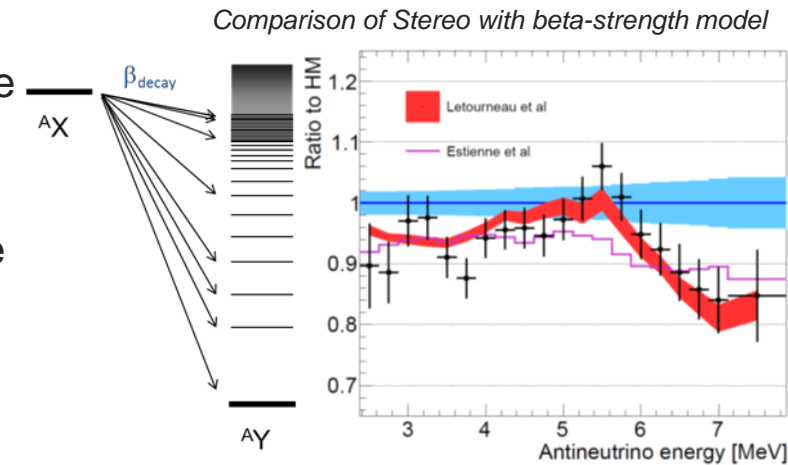 Comparison of Stereo with beta-strength model
e
βdecay
ᴬX
e
ᴬY
Ratio to HM
1.2
1.1
1
0.9
0.8
0.7
Letourneau et al
Estienne et al
3 4 5 6 7
Antineutrino energy [MeV]